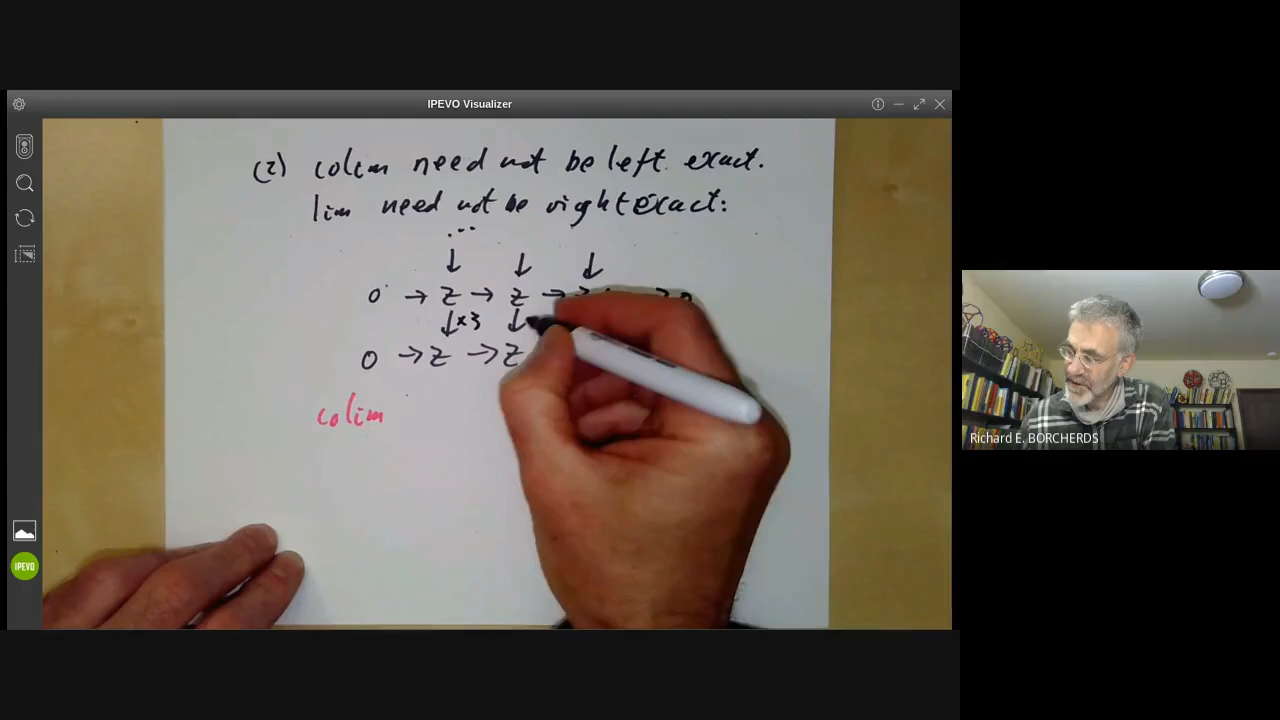 IPEVO Visualizer
(2) colim need not be left exact.
lim need not be right exact:
...
↓ ↓ ↓
0 → Z → Z →
↓×3 ↓
0 → Z → Z
colim
IPEVO
Richard E. BORCHERDS